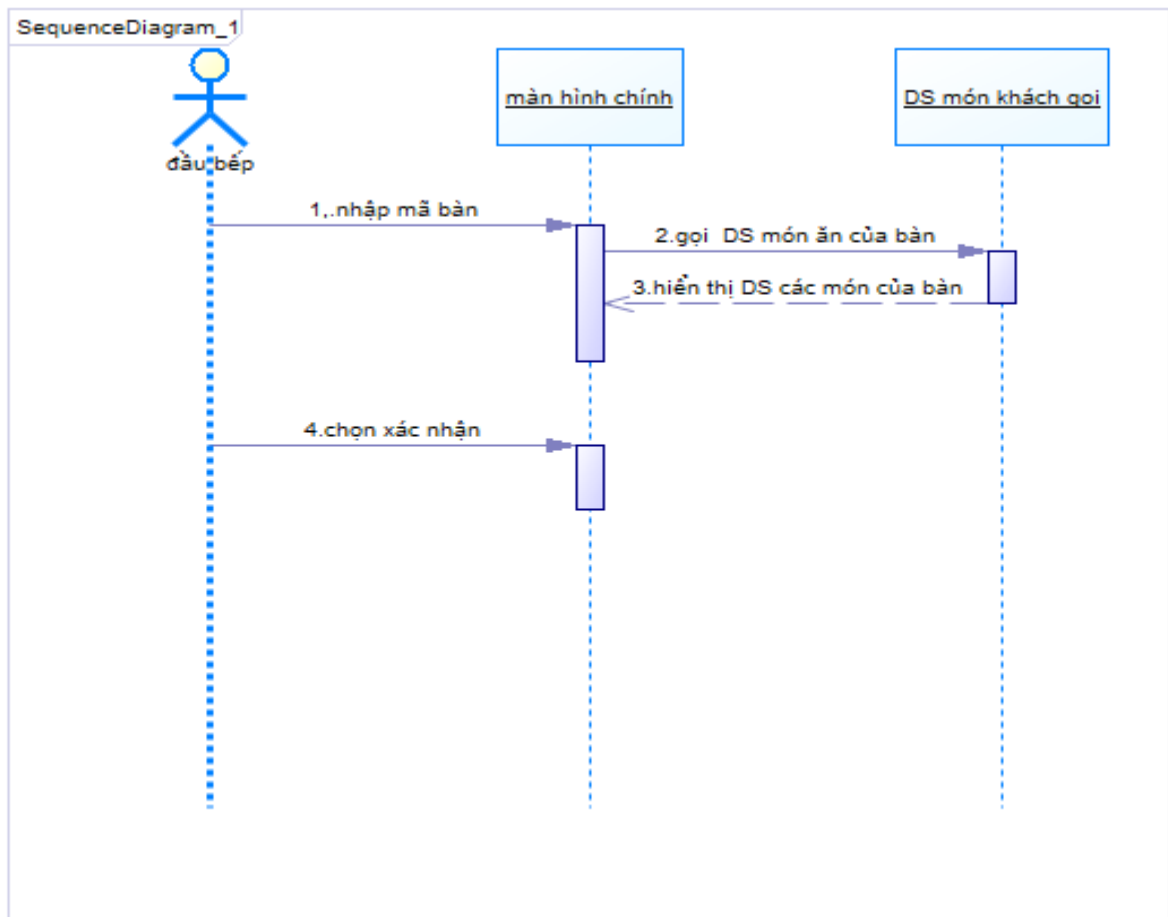 SequenceDiagram_1
màn hình chính
DS món khách gọi
đầu bếp
1,.nhập mã bàn
2.gọi DS món ăn của bàn
3.hiển thị DS các món của bàn
4.chọn xác nhận